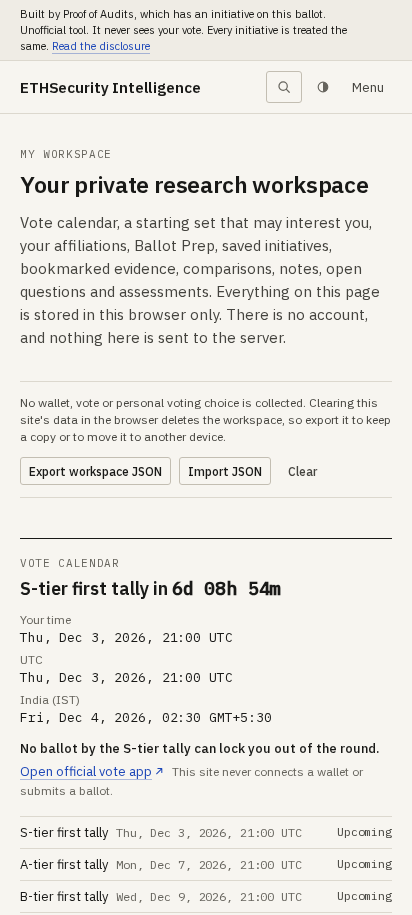 Built by Proof of Audits, which has an initiative on this ballot.
Unofficial tool. It never sees your vote. Every initiative is treated the
same. Read the disclosure
ETHSecurity Intelligence
Menu
MY WORKSPACE
Your private research workspace
Vote calendar, a starting set that may interest you,
your affiliations, Ballot Prep, saved initiatives,
bookmarked evidence, comparisons, notes, open
questions and assessments. Everything on this page
is stored in this browser only. There is no account,
and nothing here is sent to the server.
No wallet, vote or personal voting choice is collected. Clearing this
site's data in the browser deletes the workspace, so export it to keep
a copy or to move it to another device.
Export workspace JSON Import JSON Clear
VOTE CALENDAR
S-tier first tally in 6d 08h 54m
Your time
Thu, Dec 3, 2026, 21:00 UTC
UTC
Thu, Dec 3, 2026, 21:00 UTC
India (IST)
Fri, Dec 4, 2026, 02:30 GMT+5:30
No ballot by the S-tier tally can lock you out of the round.
Open official vote app ↗ This site never connects a wallet or
submits a ballot.
S-tier first tally Thu, Dec 3, 2026, 21:00 UTC Upcoming
A-tier first tally Mon, Dec 7, 2026, 21:00 UTC Upcoming
B-tier first tally Wed, Dec 9, 2026, 21:00 UTC Upcoming